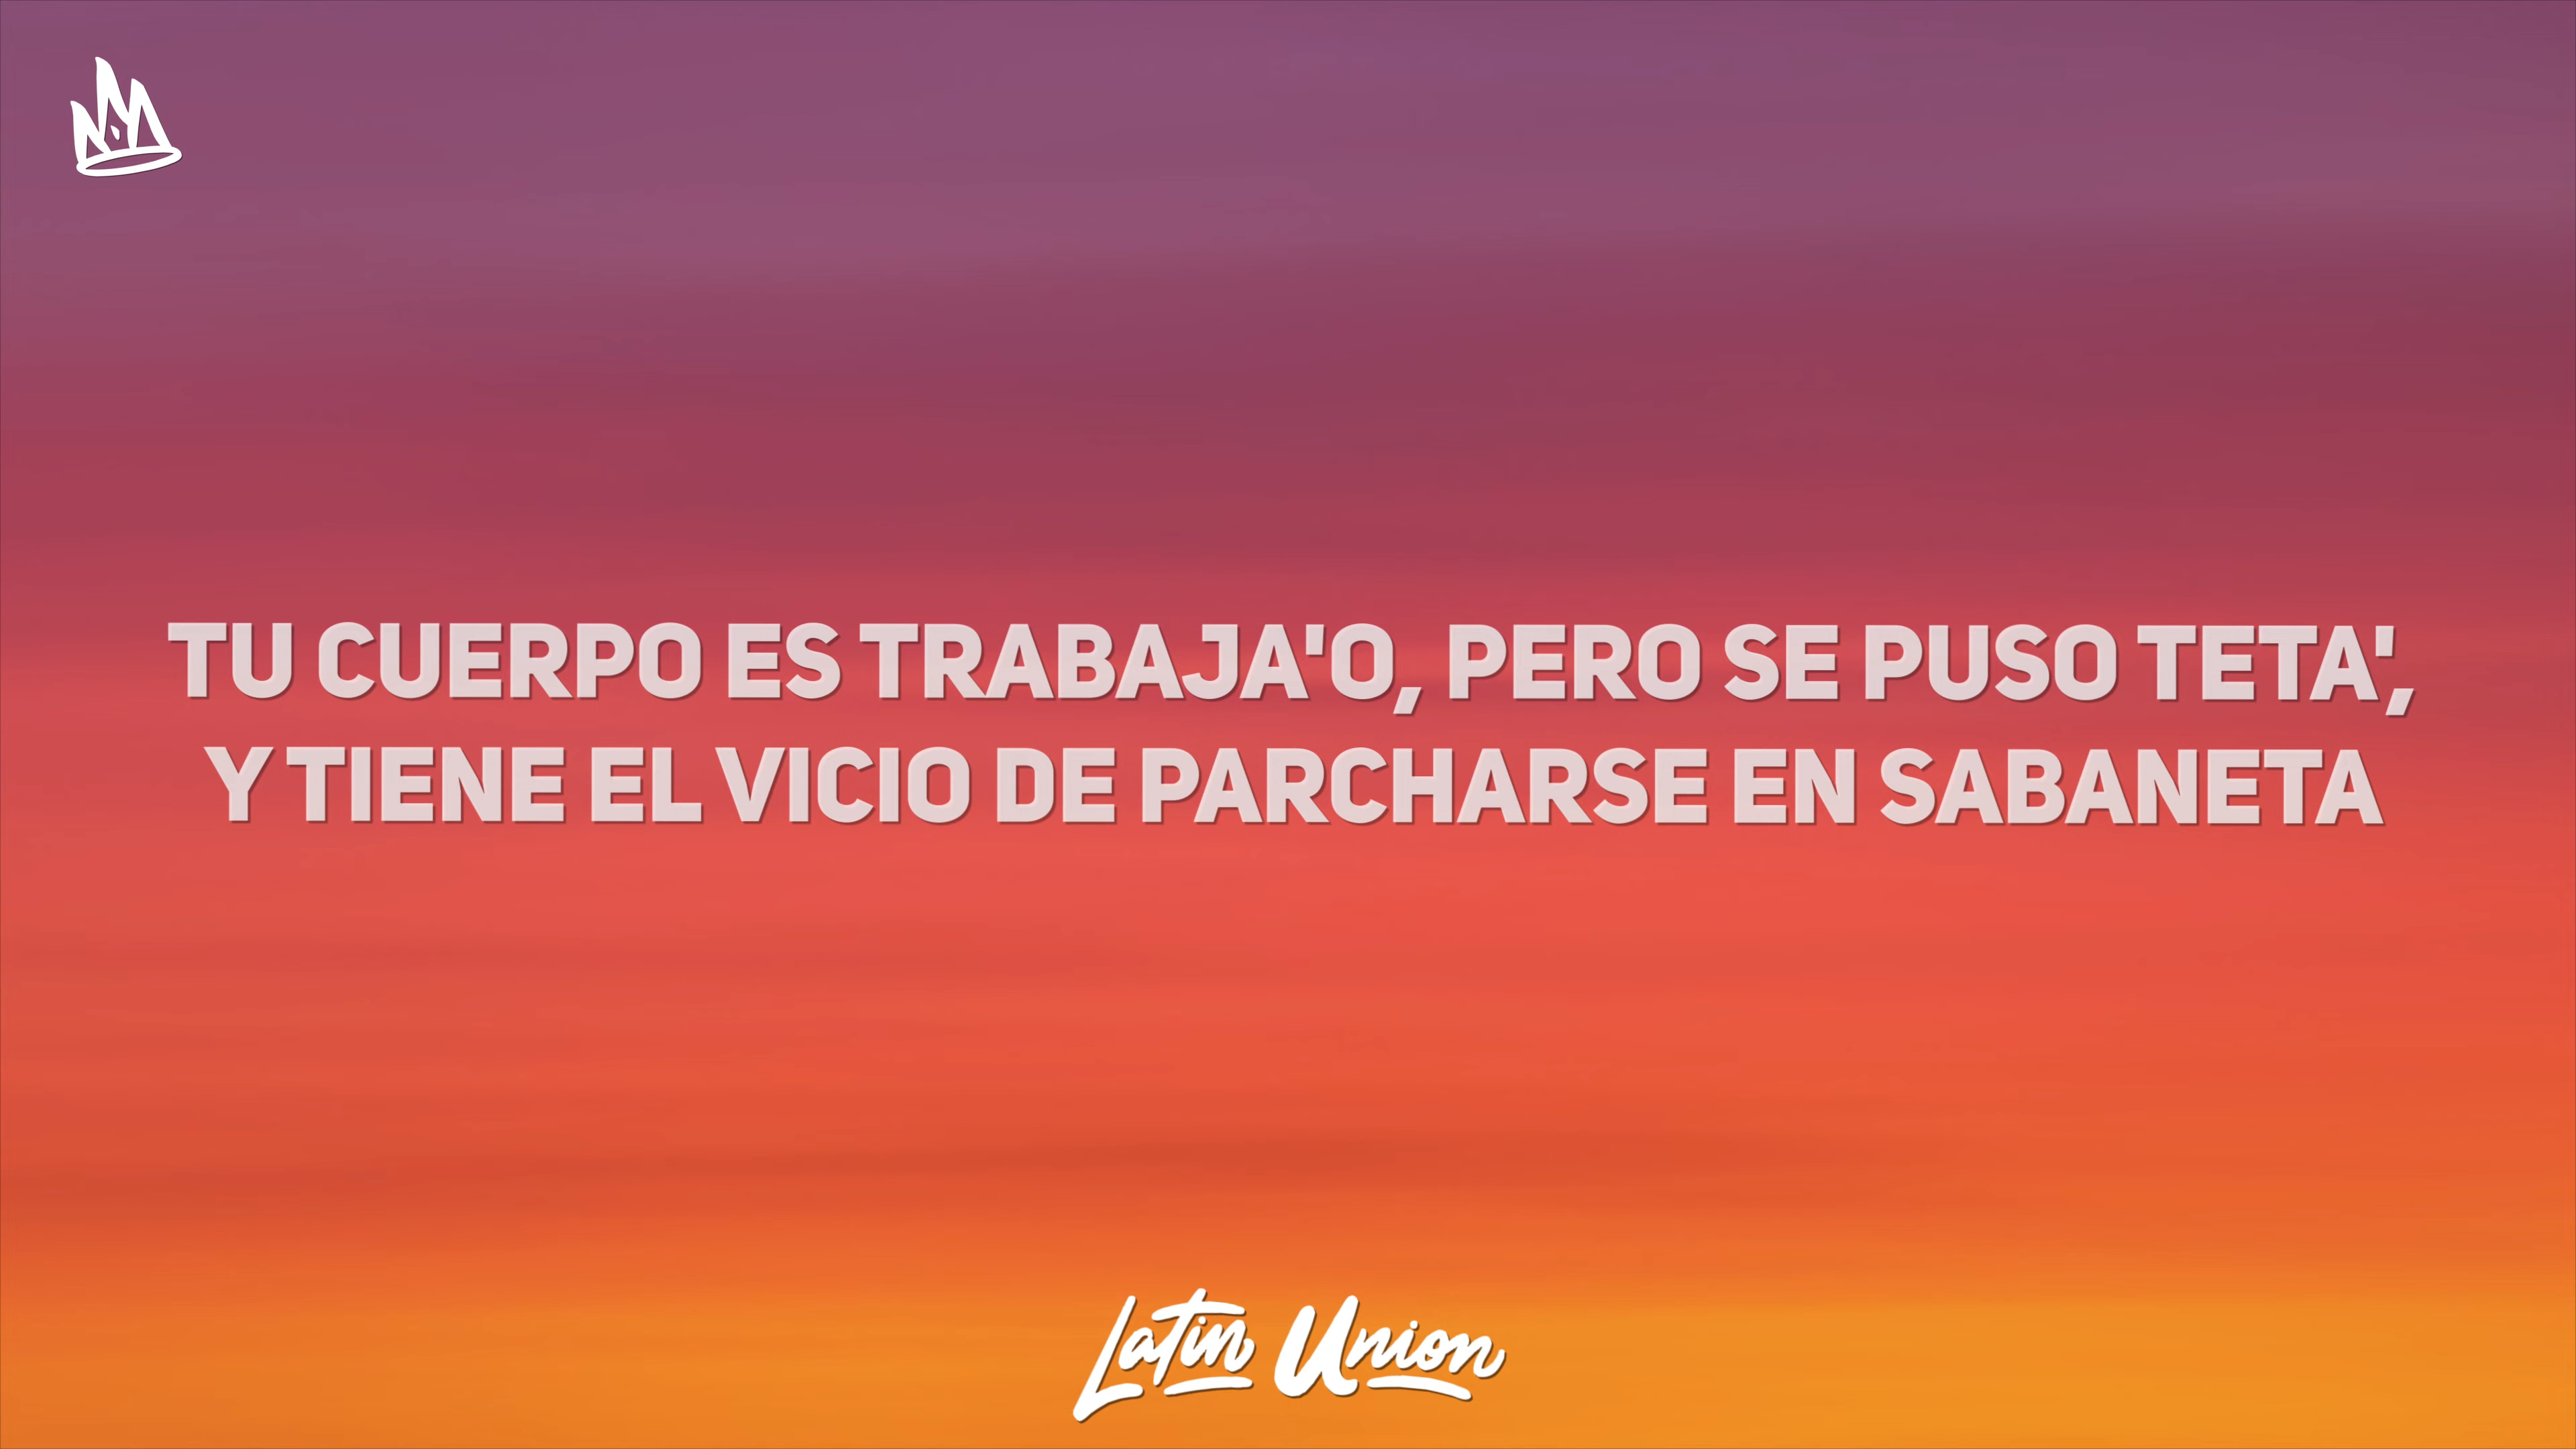 TU CUERPO ES TRABAJA'O, PERO SE PUSO TETA',
Y TIENE EL VICIO DE PARCHARSE EN SABANETA
Latin Union